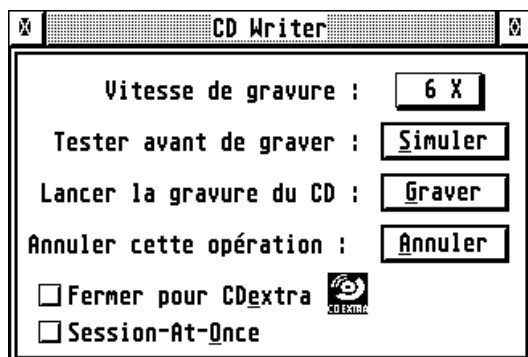 CD Writer
Vitesse de gravure : 6 X
Tester avant de graver : Simuler
Lancer la gravure du CD : Graver
Annuler cette opération : Annuler
Fermer pour CDextra CD EXTRA
Session-At-Once